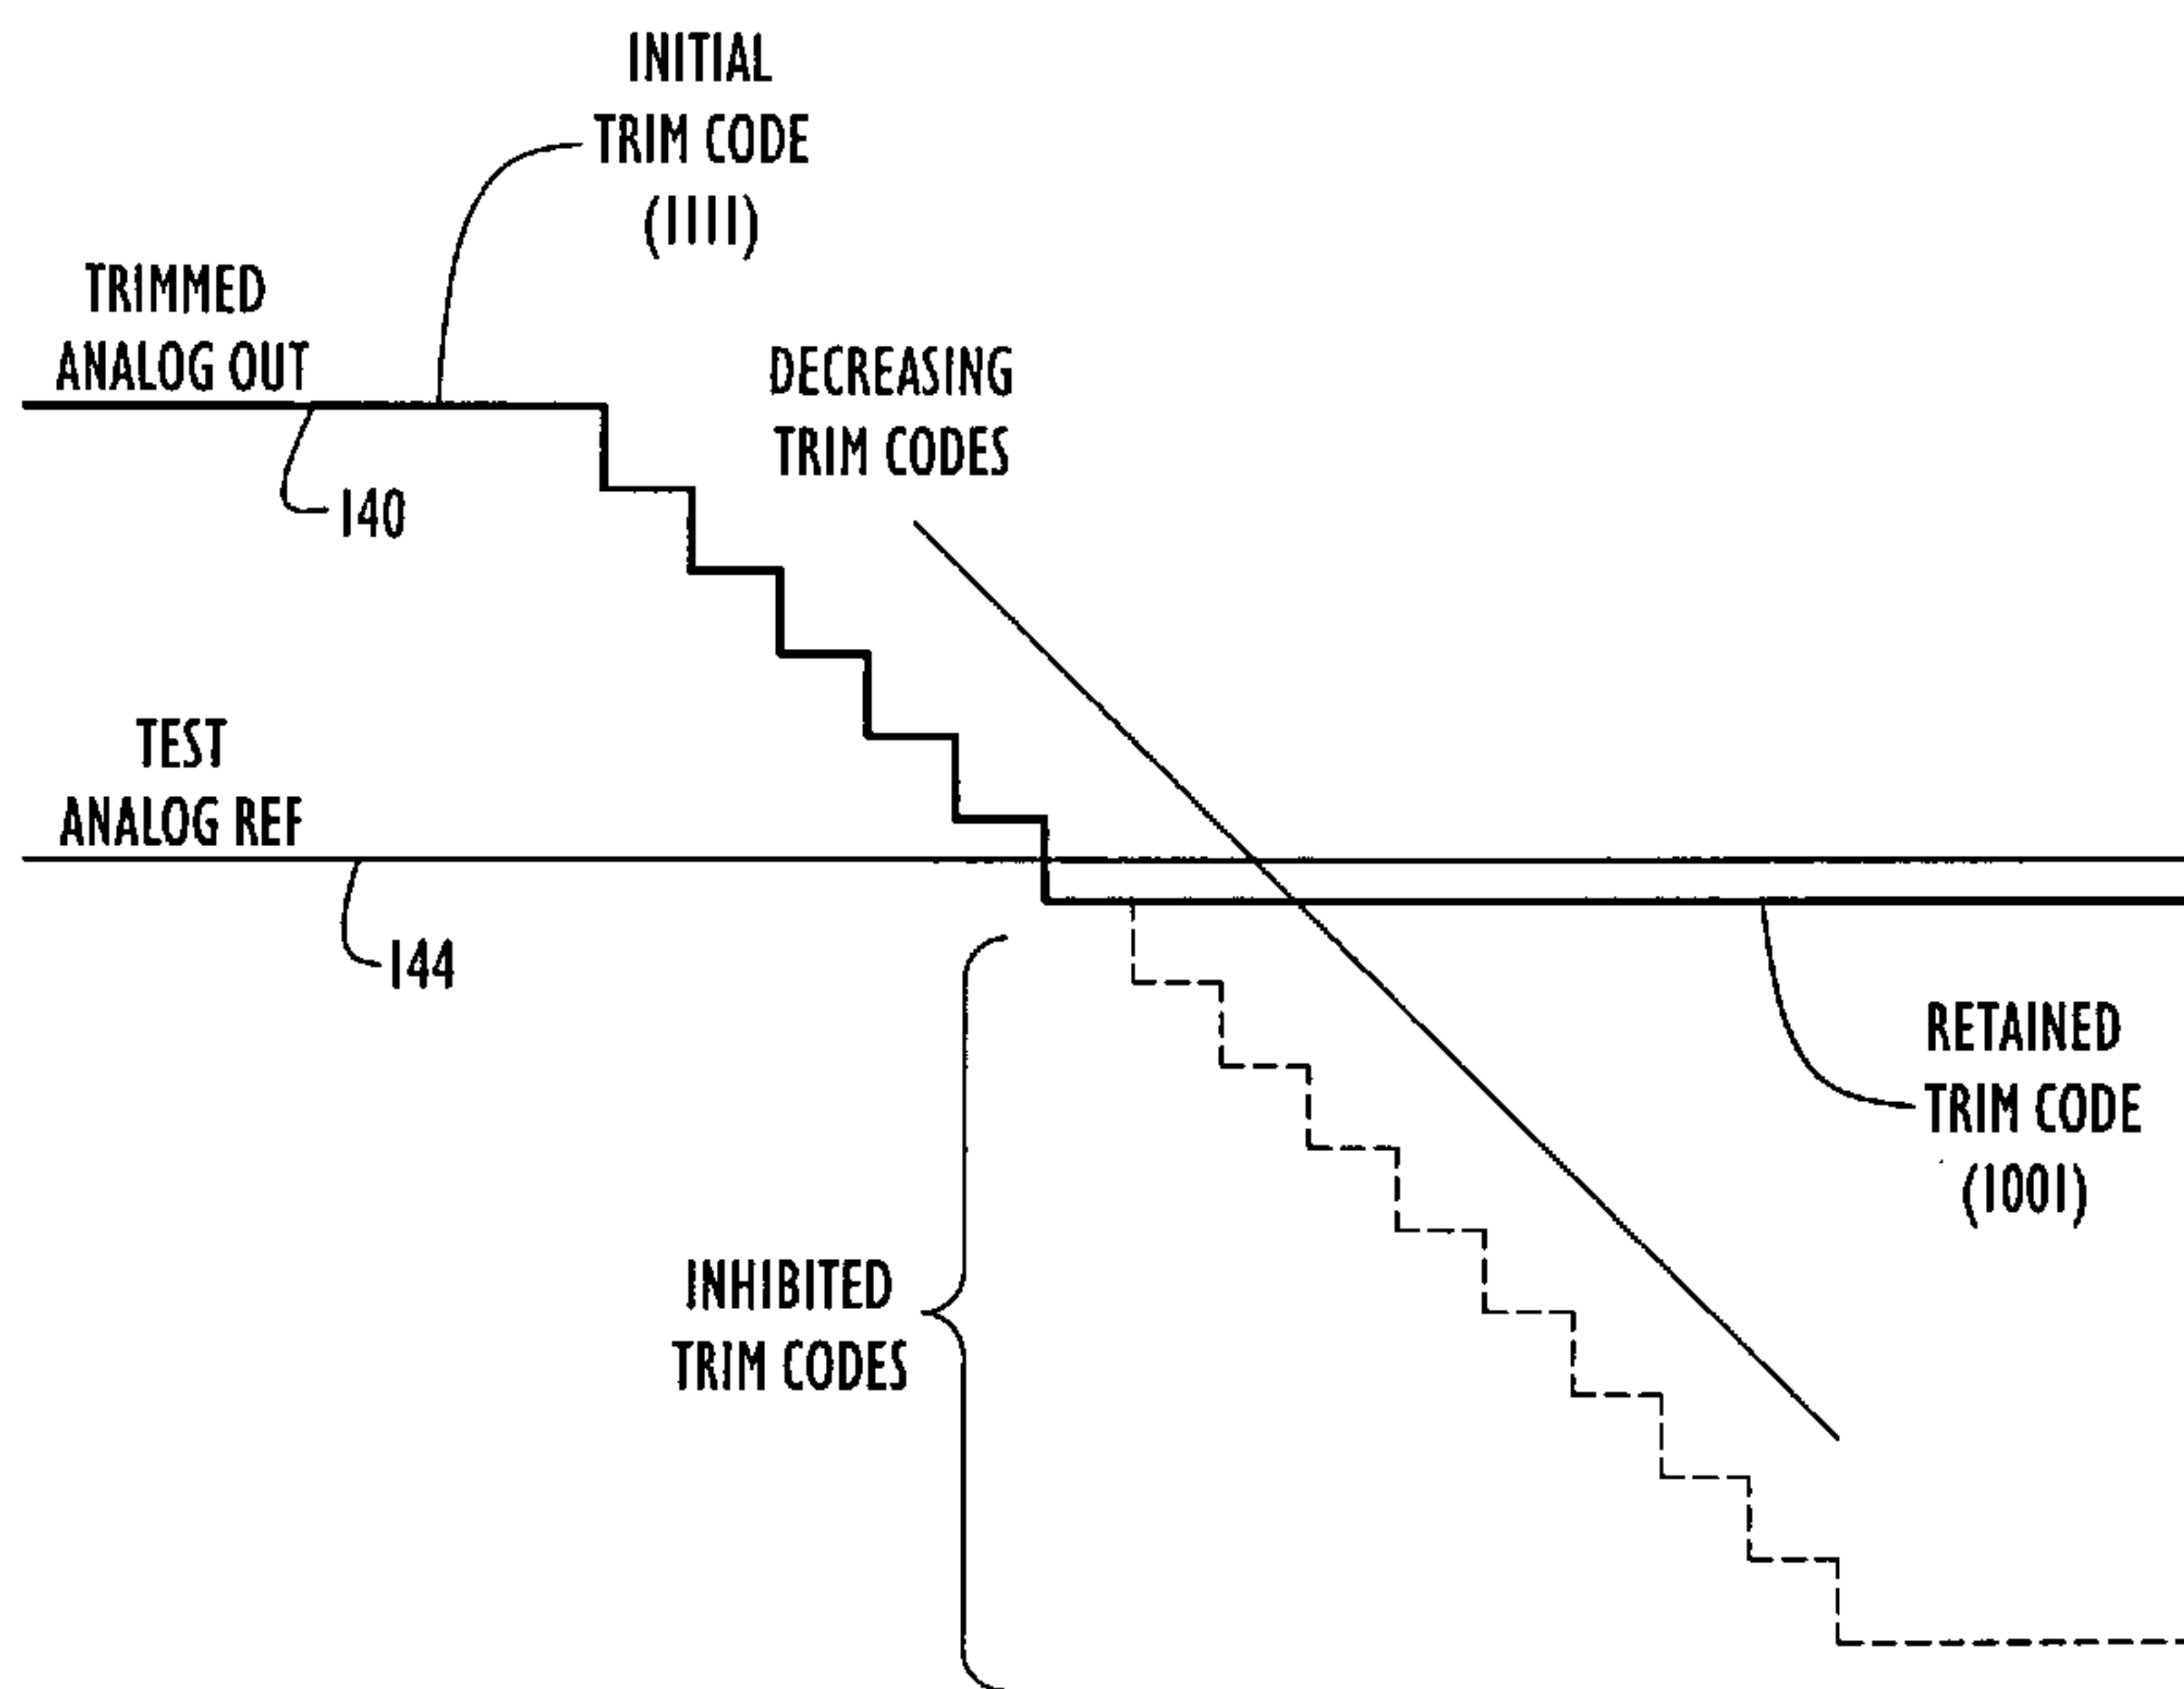 INITIAL
TRIM CODE
(1111)
TRIMMED
ANALOG OUT
140
DECREASING
TRIM CODES
TEST
ANALOG REF
144
RETAINED
TRIM CODE
(1001)
INHIBITED
TRIM CODES